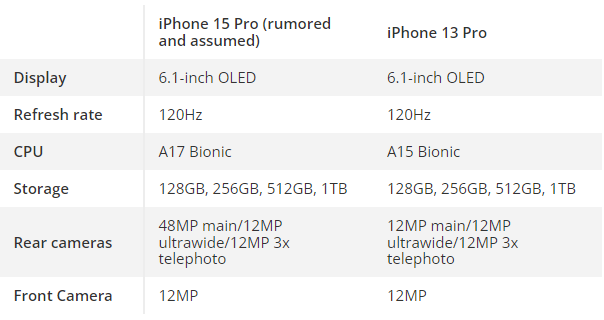 iPhone 15 Pro (rumored
and assumed)
iPhone 13 Pro
Display
6.1-inch OLED
6.1-inch OLED
Refresh rate
120Hz
120Hz
CPU
A17 Bionic
A15 Bionic
Storage
128GB, 256GB, 512GB, 1TB
128GB, 256GB, 512GB, 1TB
Rear cameras
48MP main/12MP
ultrawide/12MP 3x
telephoto
12MP main/12MP
ultrawide/12MP 3x
telephoto
Front Camera
12MP
12MP